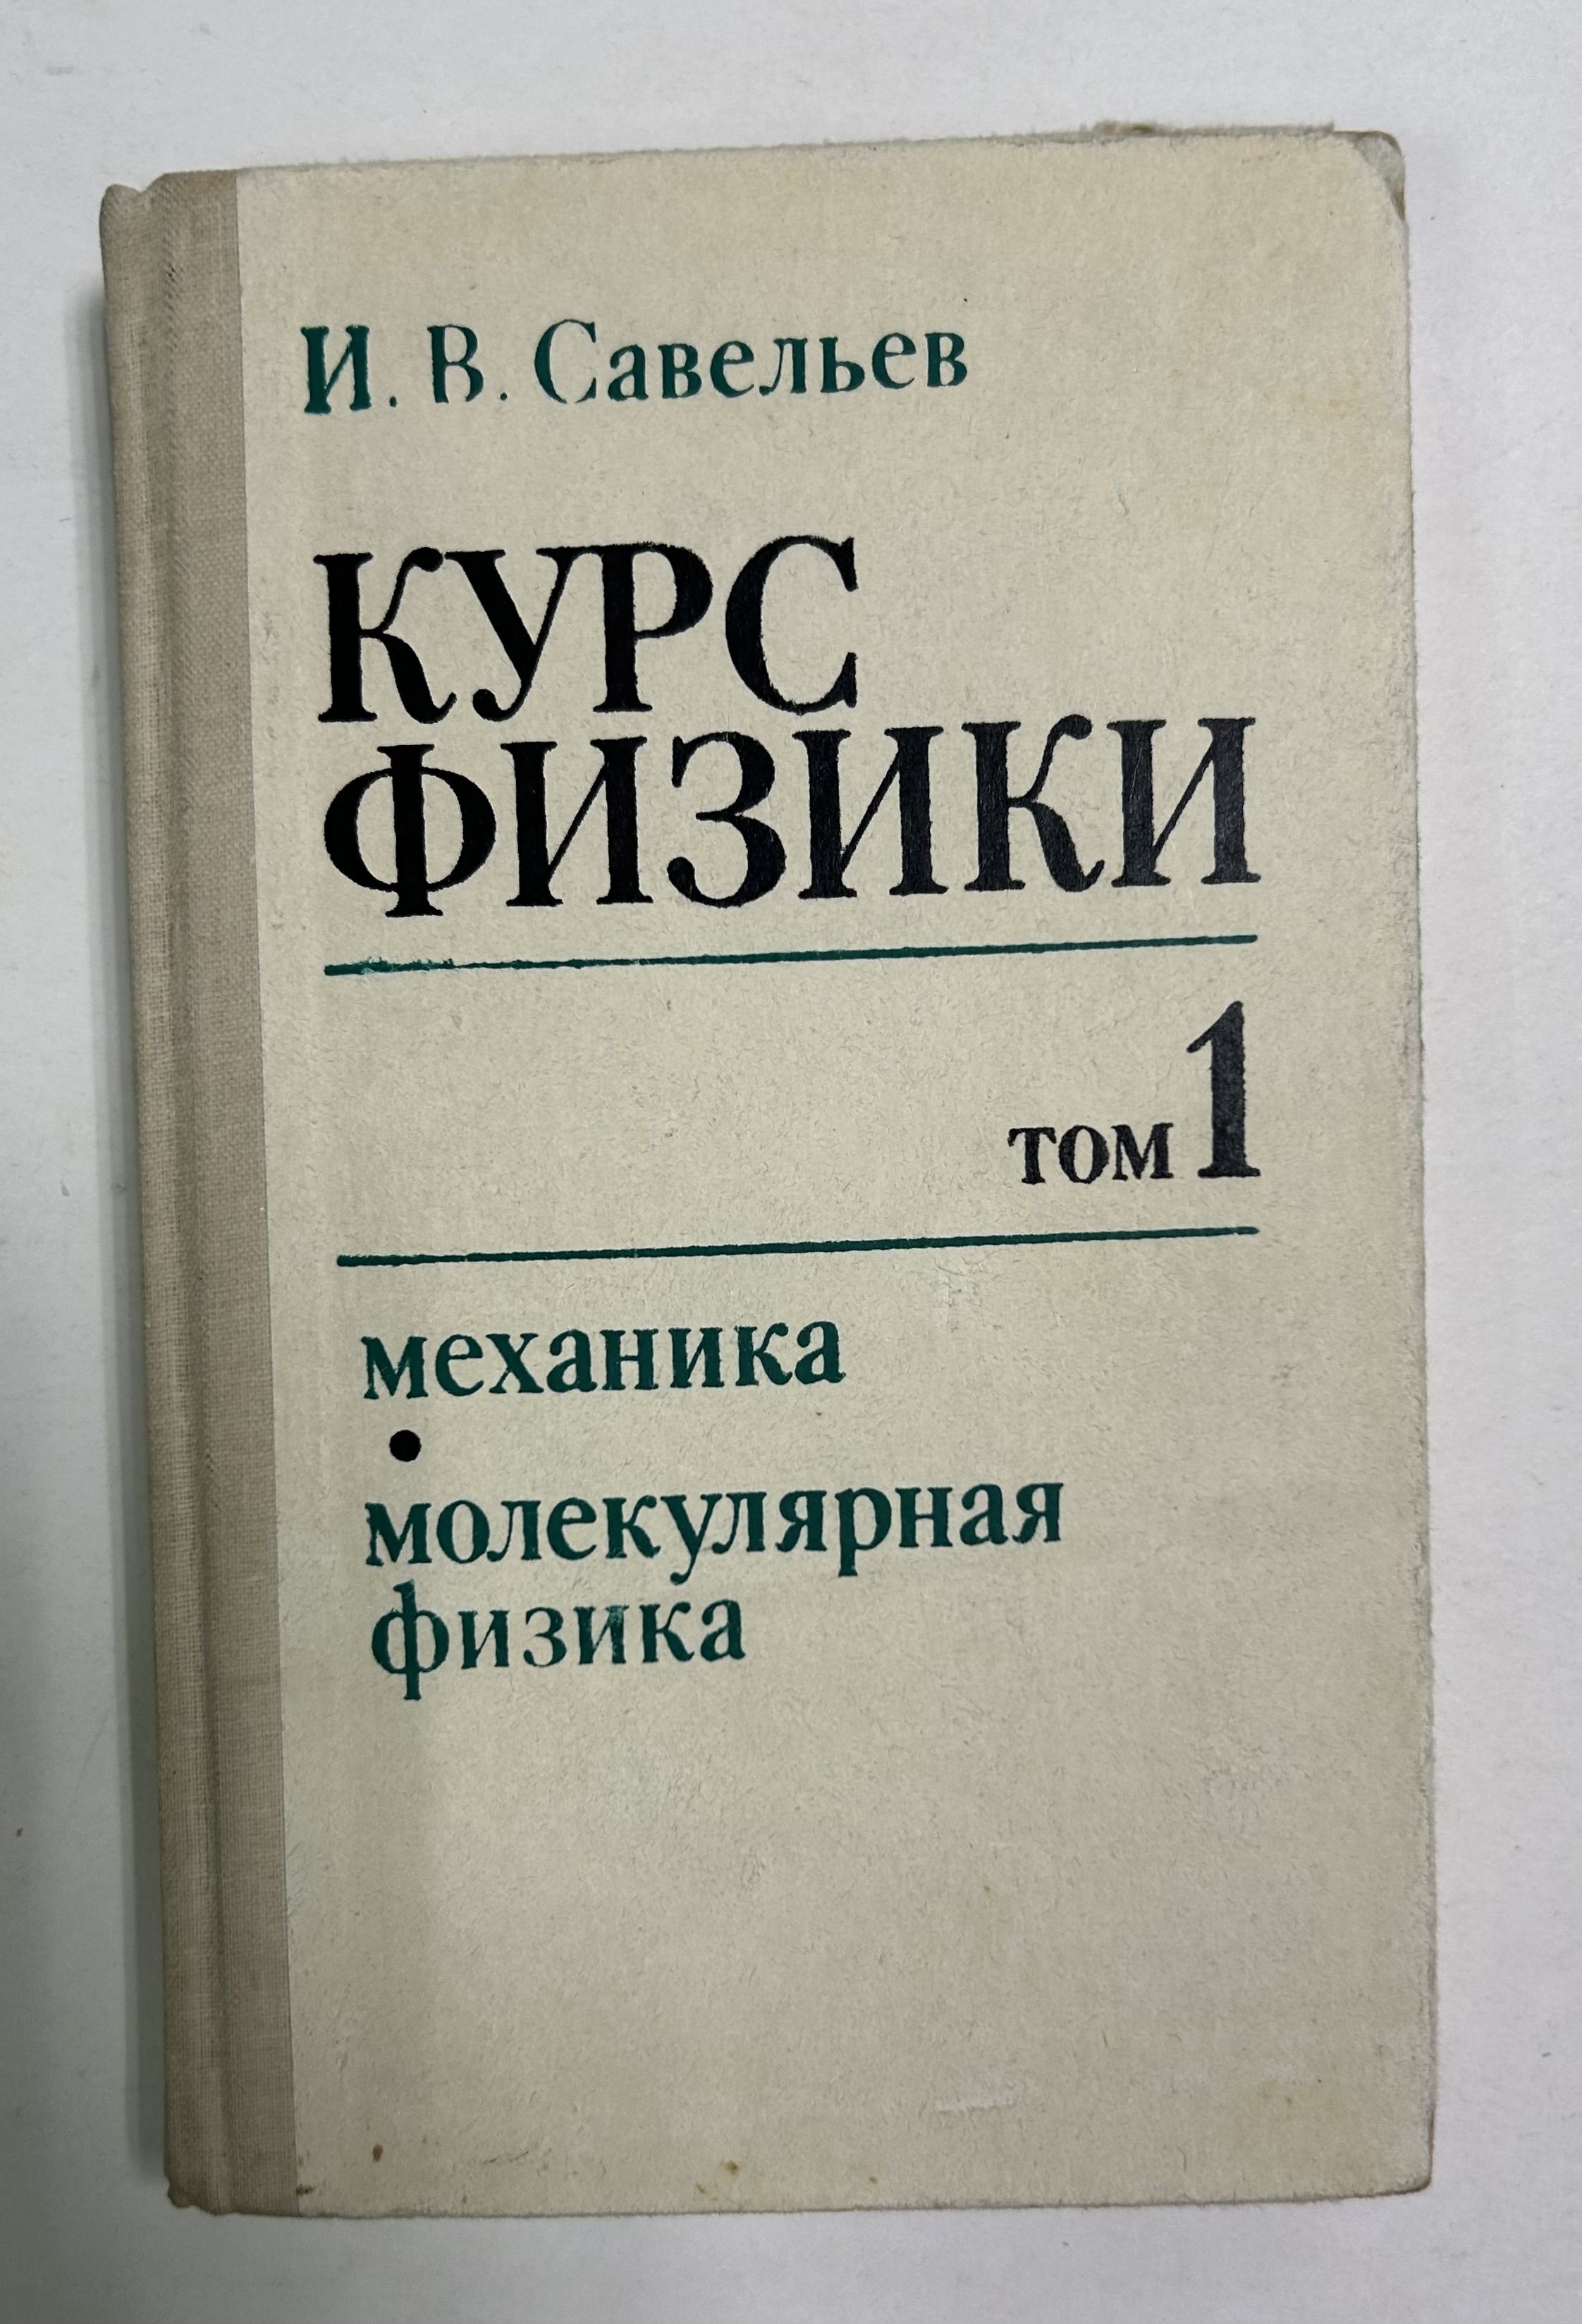 И. В. Савельев
КУРС
ФИЗИКИ
том 1
механика
•
молекулярная
физика